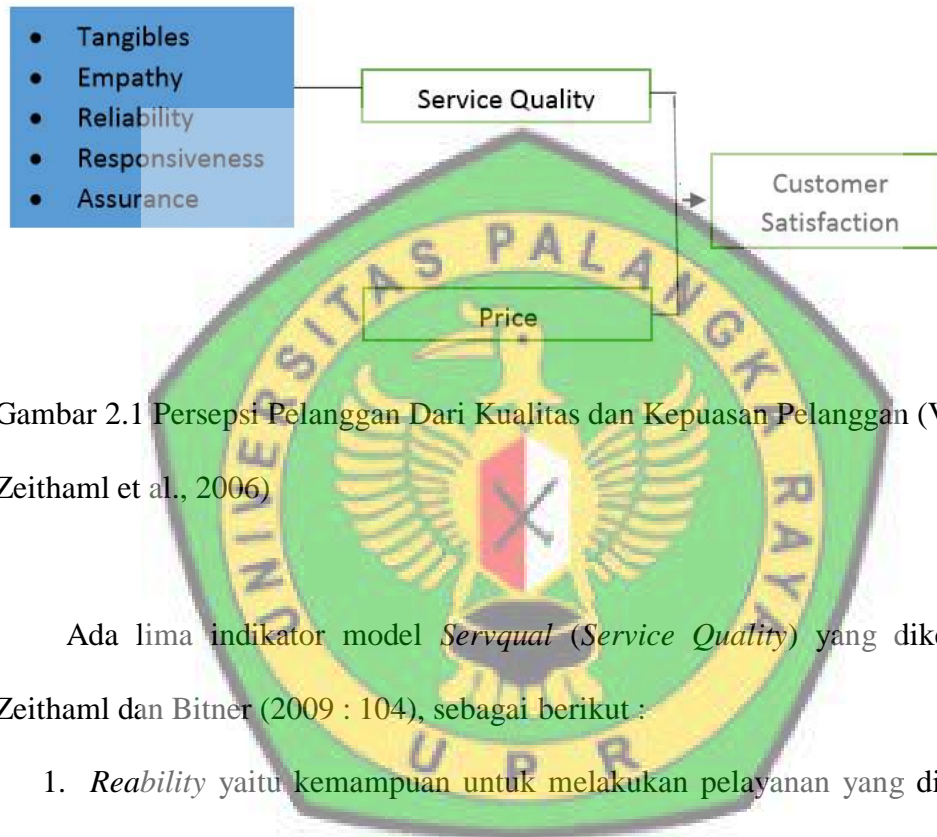 • Tangibles
• Empathy
• Reliability
• Responsiveness
• Assurance
Service Quality
Customer
Satisfaction
Price
UNIVERSITAS PALANGKA RAYA
UPR
Gambar 2.1 Persepsi Pelanggan Dari Kualitas dan Kepuasan Pelanggan
Zeithaml et al., 2006)
Ada lima indikator model Servqual (Service Quality) yang
Zeithaml dan Bitner (2009 : 104), sebagai berikut :
1. Reability yaitu kemampuan untuk melakukan pelayanan yang